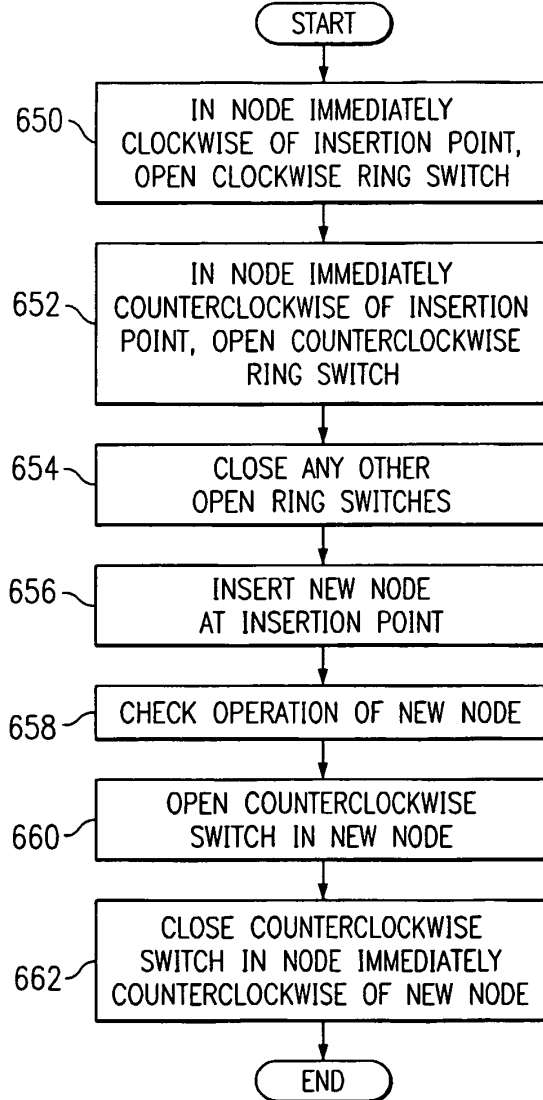 START
650
IN NODE IMMEDIATELY
CLOCKWISE OF INSERTION POINT,
OPEN CLOCKWISE RING SWITCH
652
IN NODE IMMEDIATELY
COUNTERCLOCKWISE OF INSERTION
POINT, OPEN COUNTERCLOCKWISE
RING SWITCH
654
CLOSE ANY OTHER
OPEN RING SWITCHES
656
INSERT NEW NODE
AT INSERTION POINT
658
CHECK OPERATION OF NEW NODE
660
OPEN COUNTERCLOCKWISE
SWITCH IN NEW NODE
662
CLOSE COUNTERCLOCKWISE
SWITCH IN NODE IMMEDIATELY
COUNTERCLOCKWISE OF NEW NODE
END